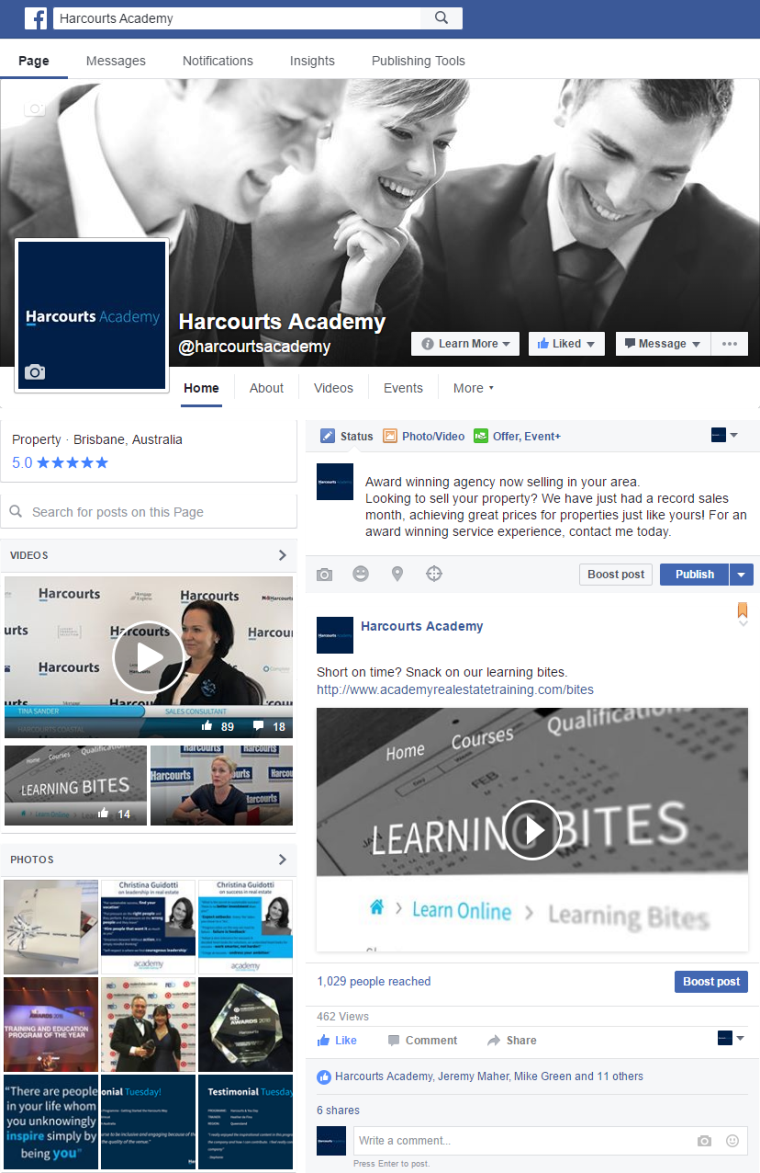 Harcourts Academy
Page Messages Notifications Insights Publishing Tools
Harcourts Academy
Harcourts Academy
@harcourtsacademy
Learn More Liked Message
Home About Videos Events More
Property · Brisbane, Australia
5.0 ★★★★★
Search for posts on this Page
VIDEOS
Harcourts
Harcourts
Harcourts
Harcourts
TINA SANDER
SALES CONSULTANT
89 18
Home Courses Qualifications
LEARNING BITES
14
Harcourts
PHOTOS
Christina Guidotti
on leadership in real estate
academy
Christina Guidotti
on success in real estate
academy
AWARDS
TRAINING AND EDUCATION
PROGRAM OF THE YEAR
AWARDS
Harcourts
"There are people
in your life whom
you unknowingly
inspire simply by
being you"
onial Tuesday!
Testimonial Tuesday
Status Photo/Video Offer, Event+
Award winning agency now selling in your area.
Looking to sell your property? We have just had a record sales
month, achieving great prices for properties just like yours! For an
award winning service experience, contact me today.
Boost post Publish
Harcourts Academy
Short on time? Snack on our learning bites.
http://www.academyrealestatetraining.com/bites
Home Courses Qualifications
FEB
LEARNING BITES
> Learn Online > Learning Bites
1,029 people reached
Boost post
462 Views
Like Comment Share
Harcourts Academy, Jeremy Maher, Mike Green and 11 others
6 shares
Write a comment...
Press Enter to post.